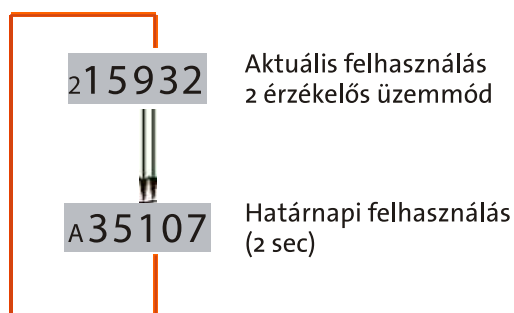 215932
Aktuális felhasználás
2 érzékelős üzemmód
A35107
Határnapi felhasználás
(2 sec)